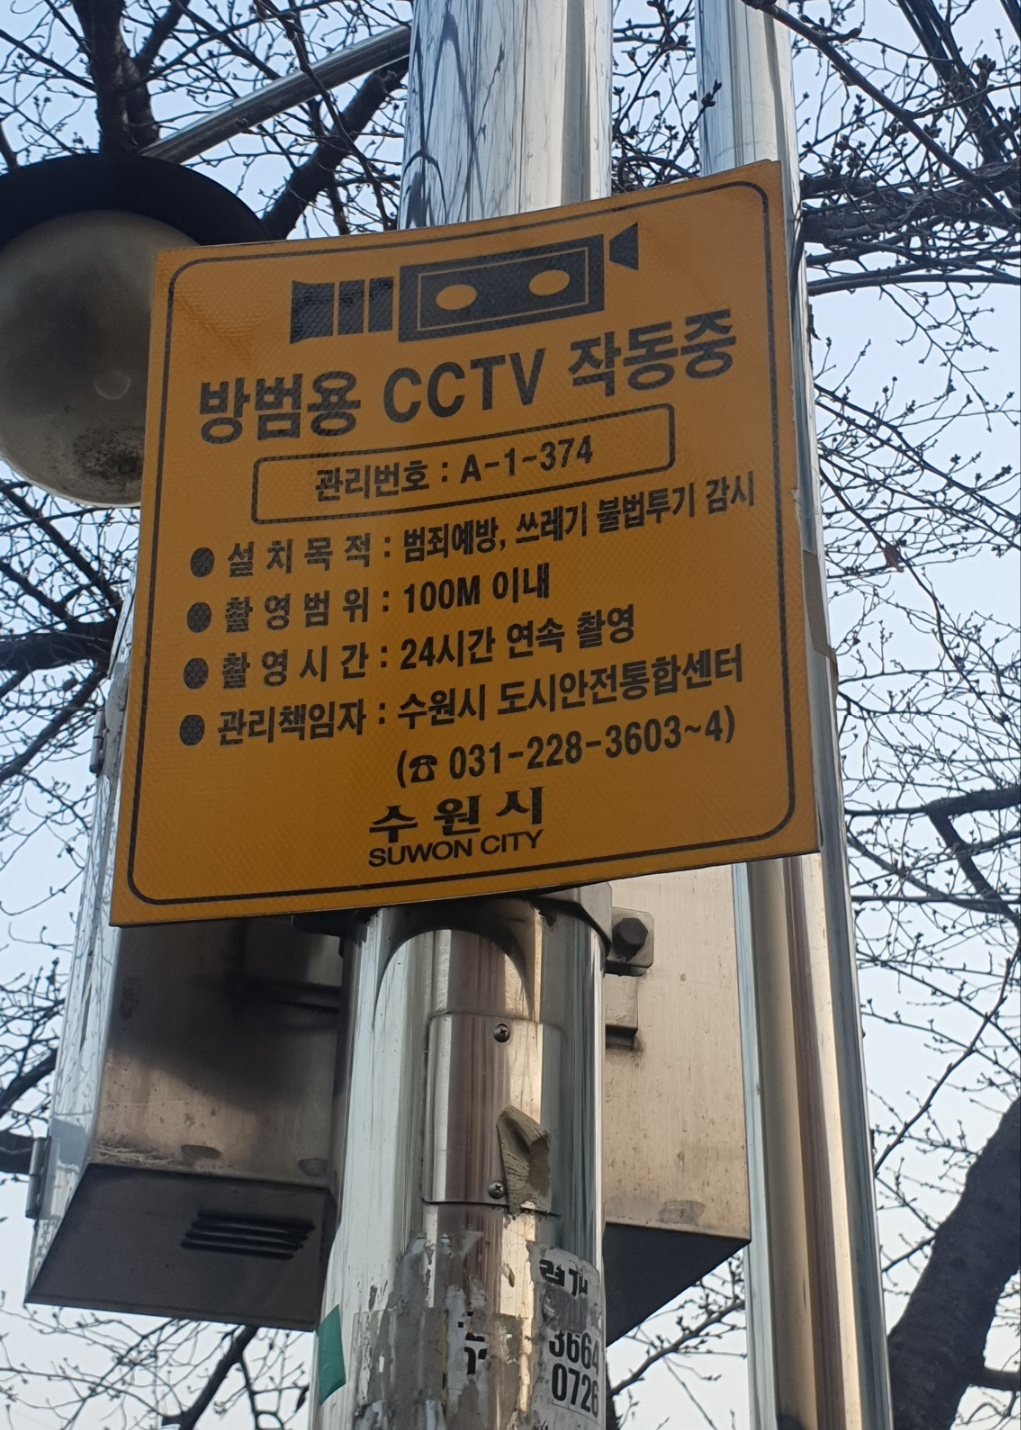 방범용 CCTV 작동중
관리번호 : A-1-374
● 설치목적 : 범죄예방, 쓰레기 불법투기 감시
● 촬영범위 : 100M 이내
● 촬영시간 : 24시간 연속 촬영
● 관리책임자 : 수원시 도시안전통합센터
(☎ 031-228-3603~4)
수원시
SUWON CITY
3664
0726